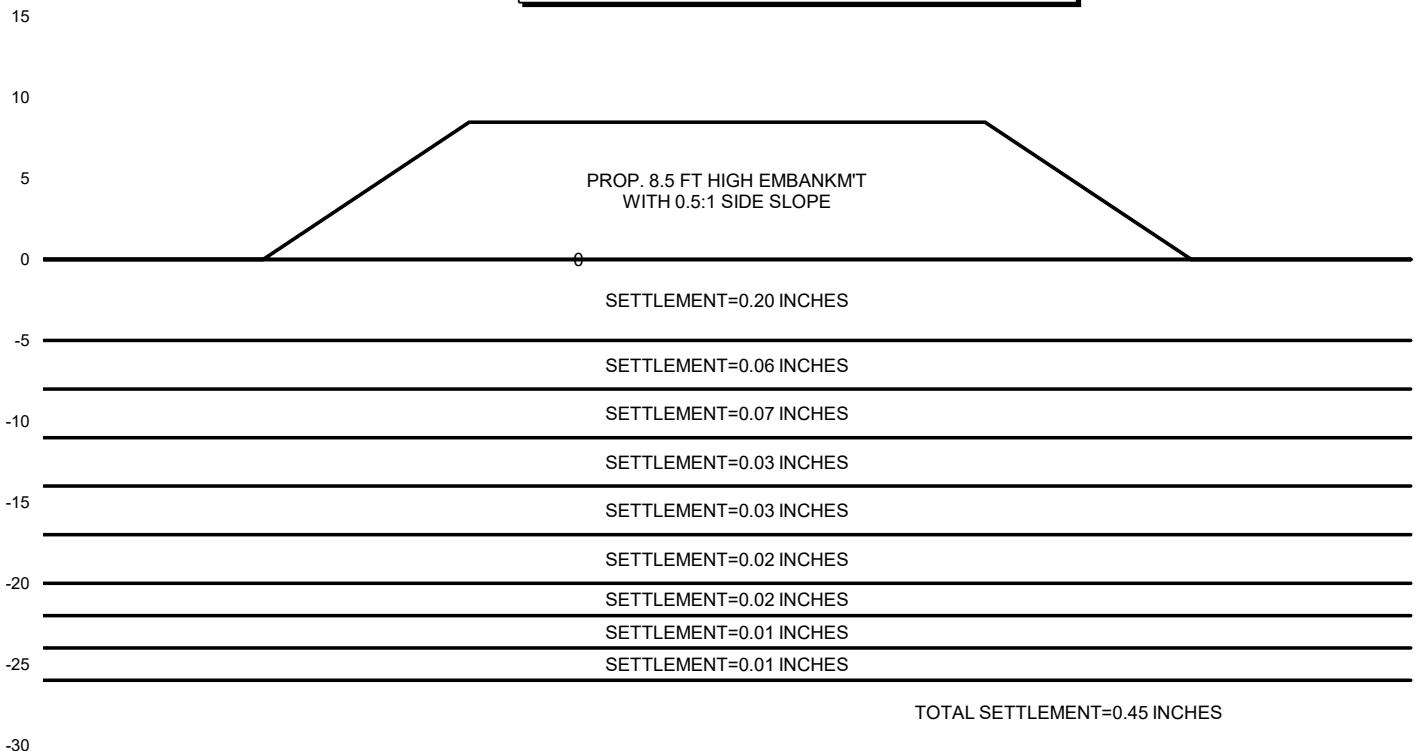 15
10
5
PROP. 8.5 FT HIGH EMBANKM'T
WITH 0.5:1 SIDE SLOPE
0
0
SETTLEMENT=0.20 INCHES
-5
SETTLEMENT=0.06 INCHES
SETTLEMENT=0.07 INCHES
-10
SETTLEMENT=0.03 INCHES
-15
SETTLEMENT=0.03 INCHES
SETTLEMENT=0.02 INCHES
-20
SETTLEMENT=0.02 INCHES
SETTLEMENT=0.01 INCHES
-25
SETTLEMENT=0.01 INCHES
TOTAL SETTLEMENT=0.45 INCHES
-30